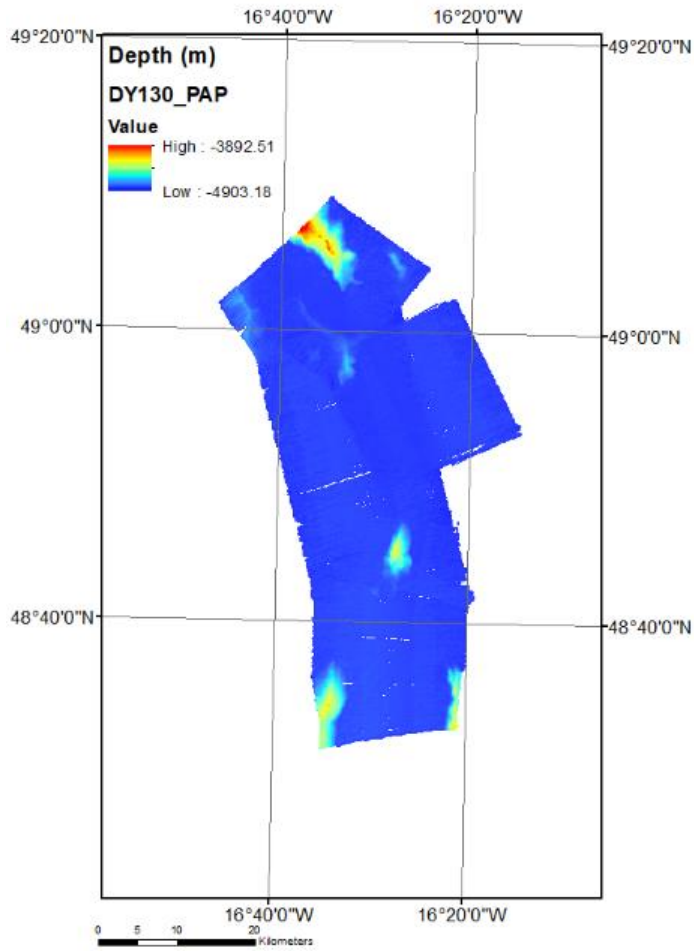 16°40'0"W 16°20'0"W
49°20'0"N 49°20'0"N
Depth (m)
DY130_PAP
Value
High : -3892.51
Low : -4903.18
49°0'0"N 49°0'0"N
48°40'0"N 48°40'0"N
16°40'0"W 16°20'0"W
0 5 10 20
Kilometers